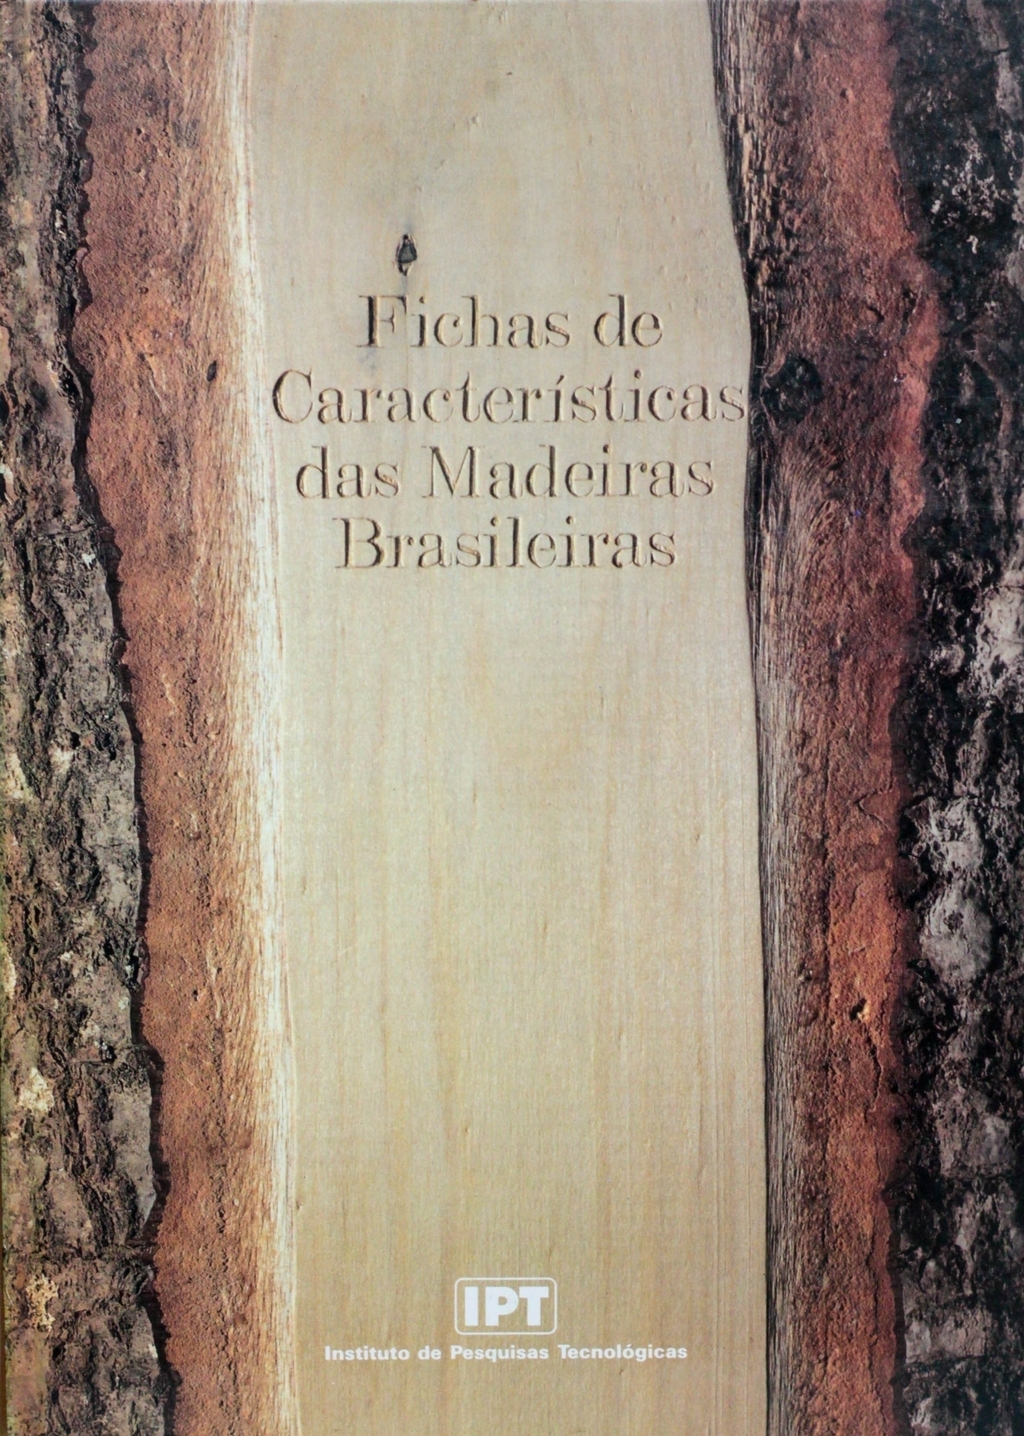 Fichas de
Características
das Madeiras
Brasileiras
IPT
Instituto de Pesquisas Tecnológicas